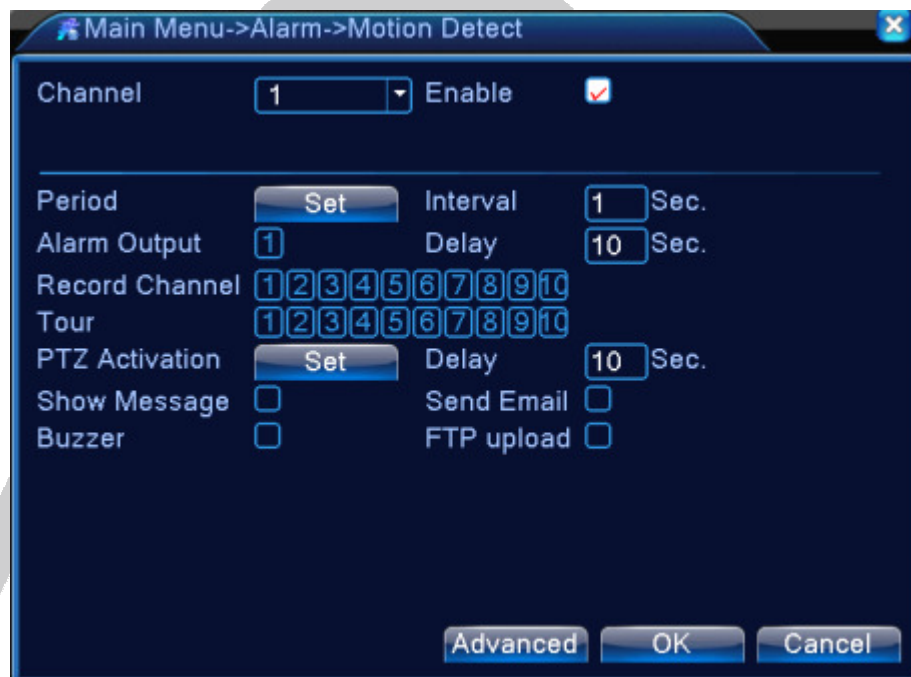 Main Menu->Alarm->Motion Detect
Channel 1 Enable
Period Set Interval 1 Sec.
Alarm Output 1 Delay 10 Sec.
Record Channel 1 2 3 4 5 6 7 8 9 10
Tour 1 2 3 4 5 6 7 8 9 10
PTZ Activation Set Delay 10 Sec.
Show Message Send Email
Buzzer FTP upload
Advanced OK Cancel